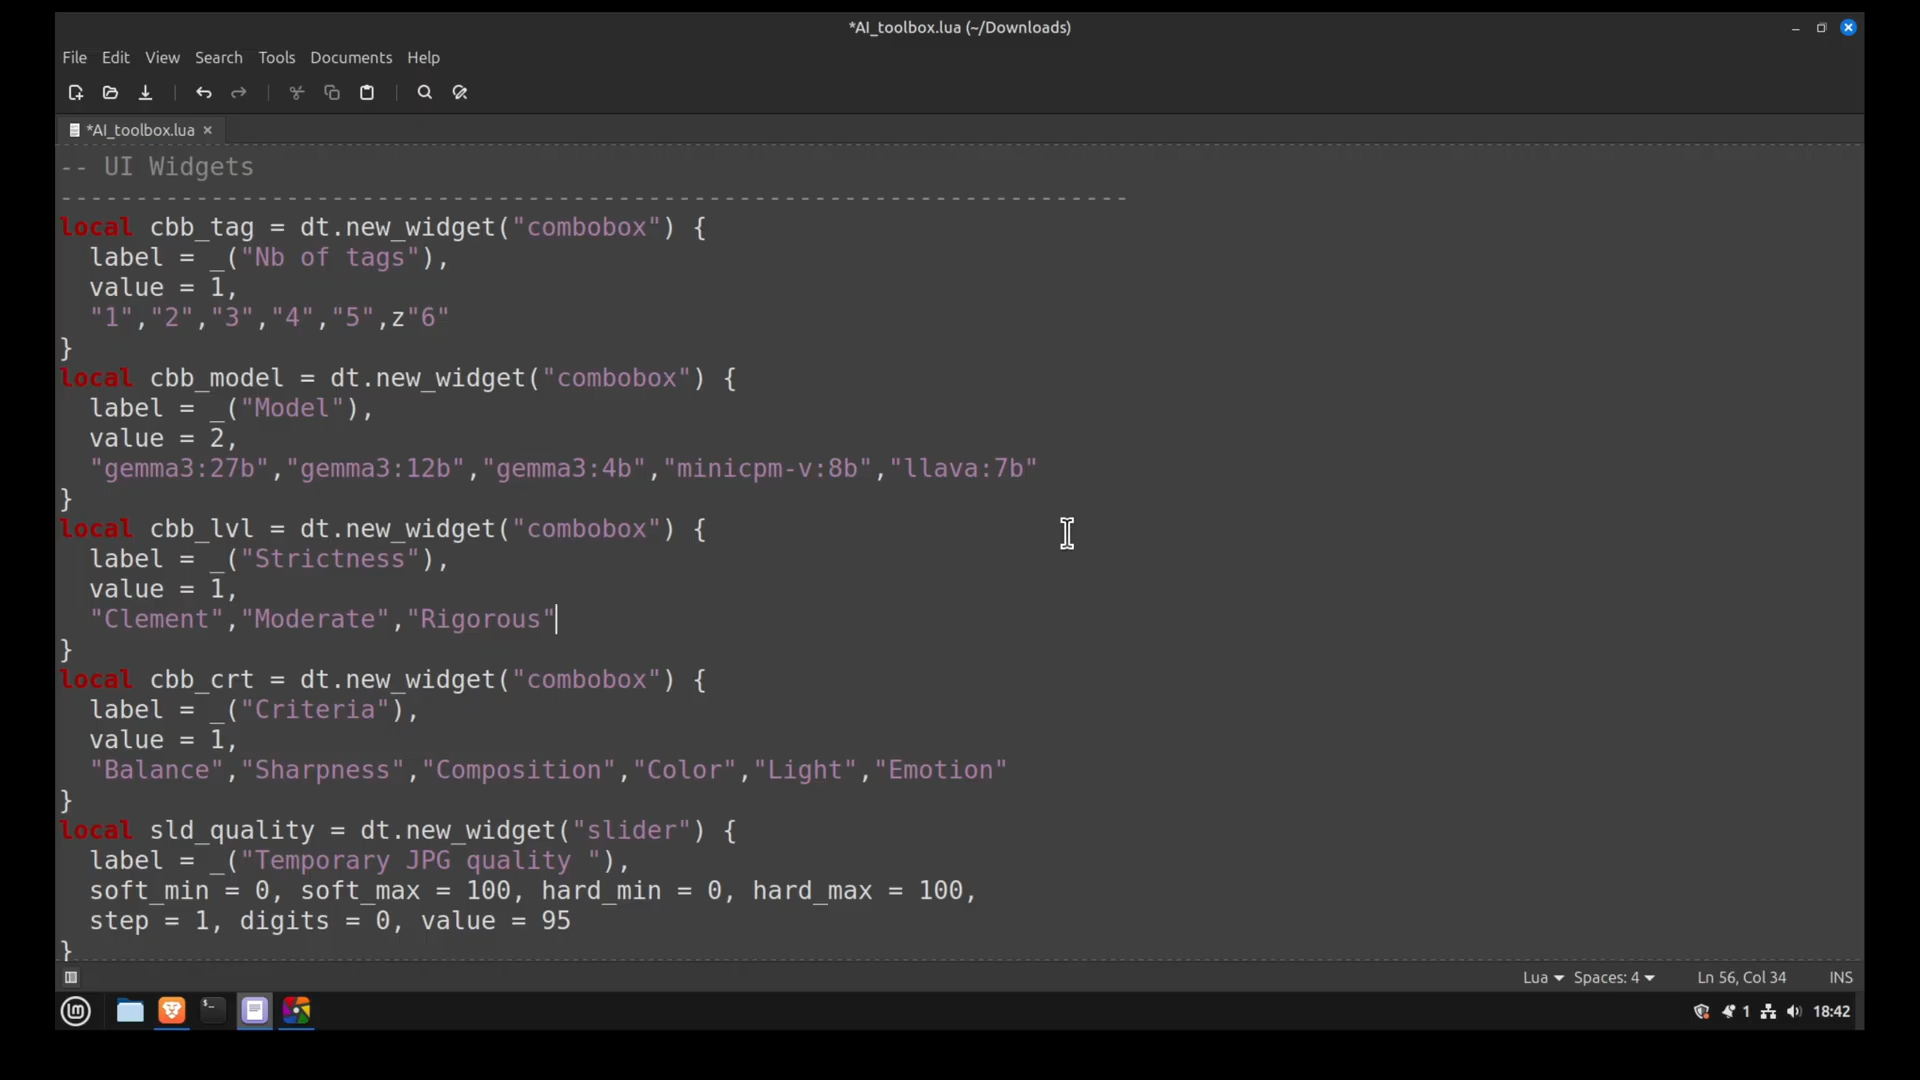 *AI_toolbox.lua (~/Downloads)
File Edit View Search Tools Documents Help
*AI_toolbox.lua
-- UI Widgets
-----------------------------------------------------------------------
local cbb_tag = dt.new_widget("combobox") {
  label = _("Nb of tags"),
  value = 1,
  "1","2","3","4","5",z"6"
}
local cbb_model = dt.new_widget("combobox") {
  label = _("Model"),
  value = 2,
  "gemma3:27b","gemma3:12b","gemma3:4b","minicpm-v:8b","llava:7b"
}
local cbb_lvl = dt.new_widget("combobox") {
  label = _("Strictness"),
  value = 1,
  "Clement","Moderate","Rigorous"
}
local cbb_crt = dt.new_widget("combobox") {
  label = _("Criteria"),
  value = 1,
  "Balance","Sharpness","Composition","Color","Light","Emotion"
}
local sld_quality = dt.new_widget("slider") {
  label = _("Temporary JPG quality "),
  soft_min = 0, soft_max = 100, hard_min = 0, hard_max = 100,
  step = 1, digits = 0, value = 95
}
Lua Spaces: 4 Ln 56, Col 34 INS
1 18:42